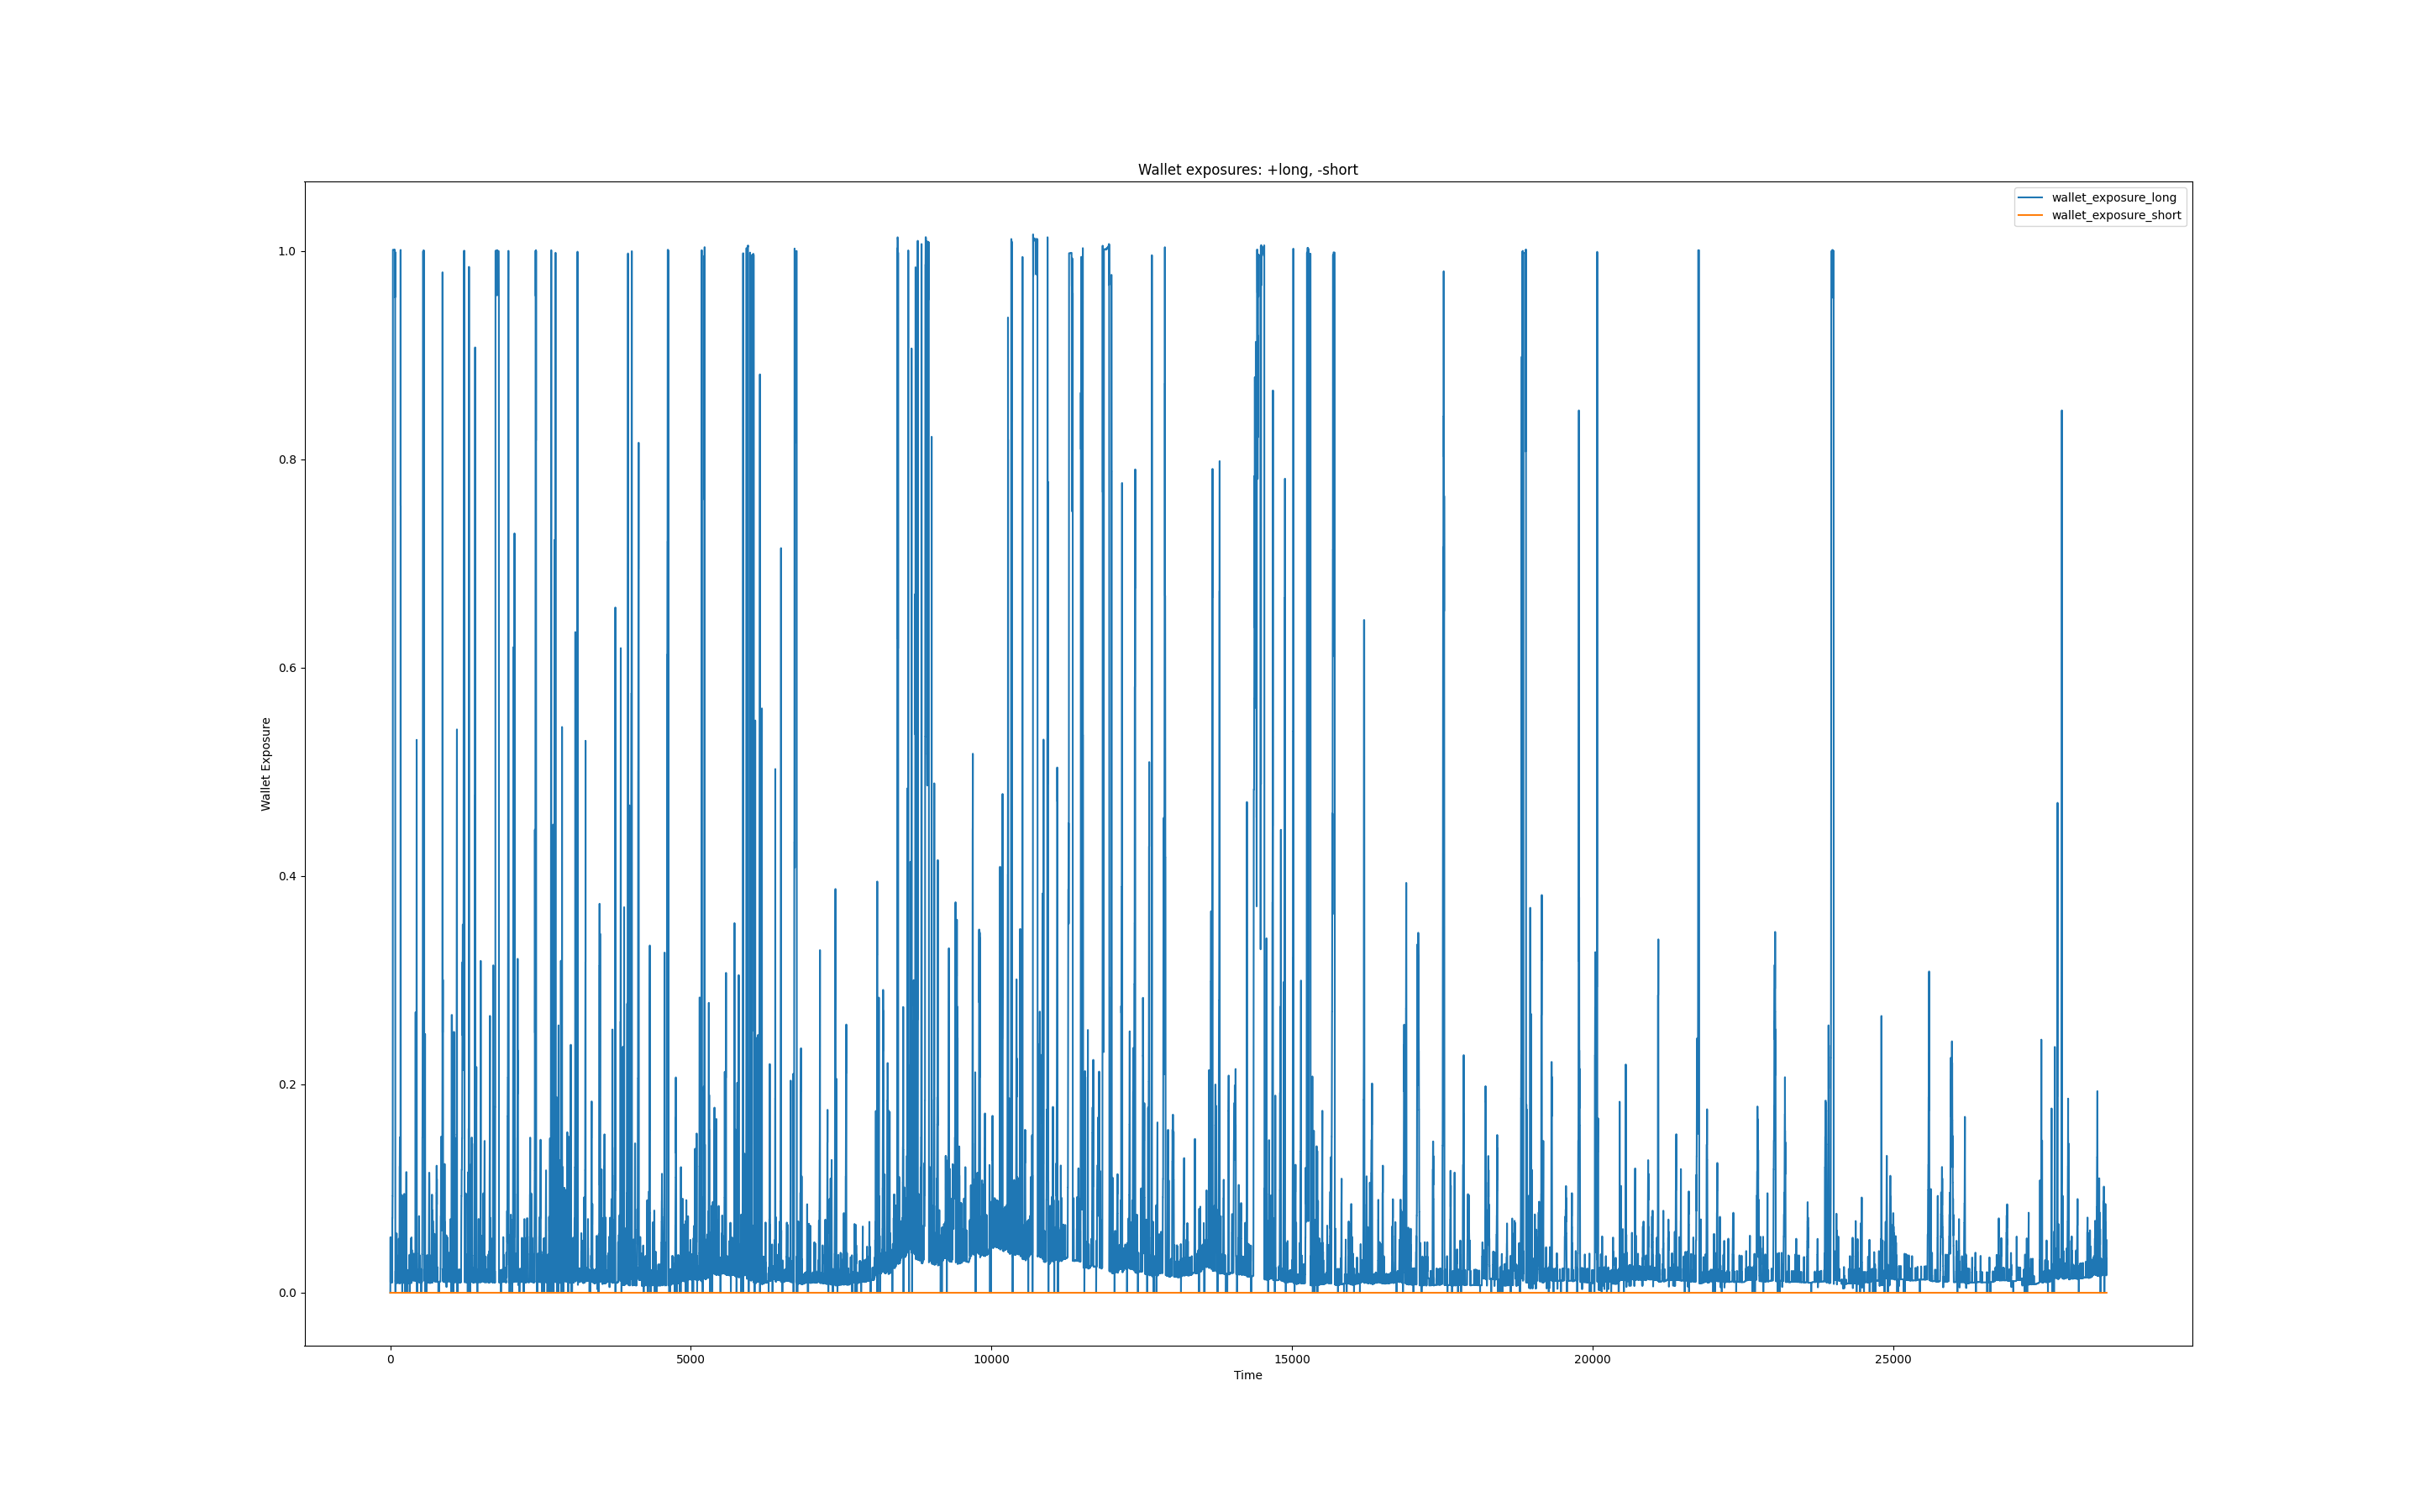 Wallet exposures: +long, -short
wallet_exposure_long
wallet_exposure_short
1.0
0.8
0.6
0.4
0.2
0.0
Wallet Exposure
0 5000 10000 15000 20000 25000
Time